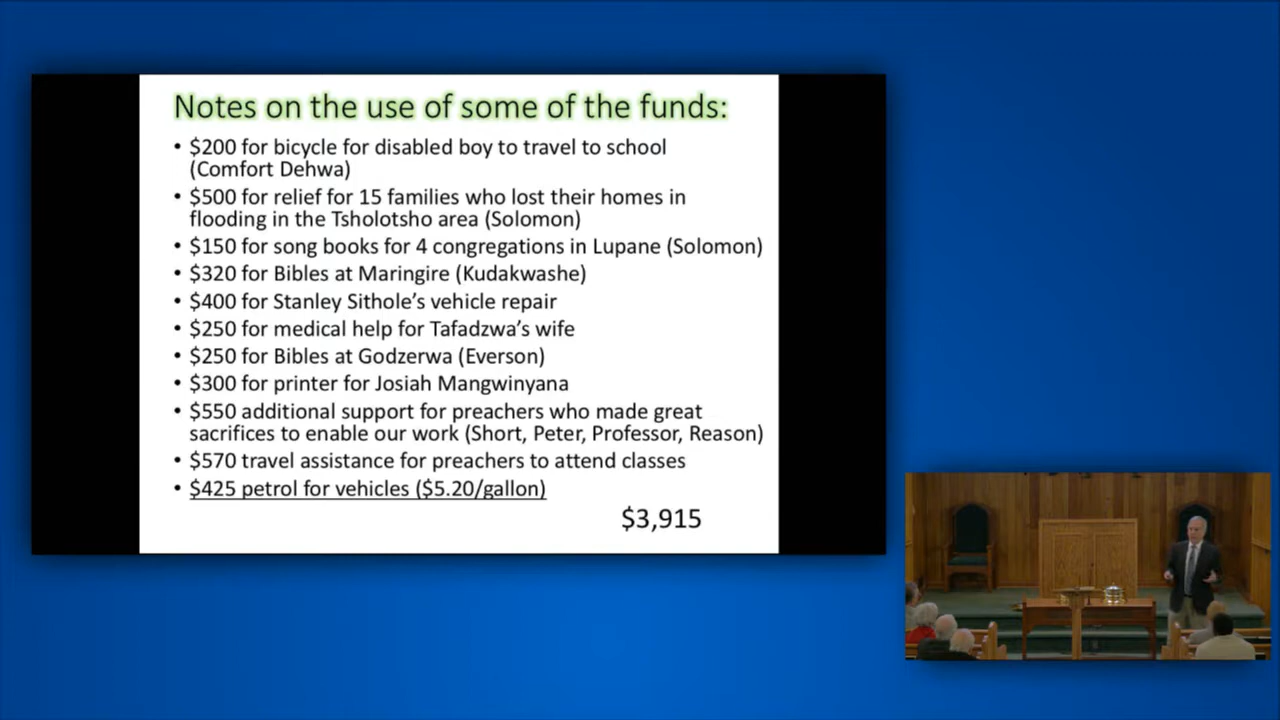 Notes on the use of some of the funds:
• $200 for bicycle for disabled boy to travel to school
(Comfort Dehwa)
• $500 for relief for 15 families who lost their homes in
flooding in the Tsholotsho area (Solomon)
• $150 for song books for 4 congregations in Lupane (Solomon)
• $320 for Bibles at Maringire (Kudakwashe)
• $400 for Stanley Sithole’s vehicle repair
• $250 for medical help for Tafadzwa’s wife
• $250 for Bibles at Godzerwa (Everson)
• $300 for printer for Josiah Mangwinyana
• $550 additional support for preachers who made great
sacrifices to enable our work (Short, Peter, Professor, Reason)
• $570 travel assistance for preachers to attend classes
• $425 petrol for vehicles ($5.20/gallon)
$3,915